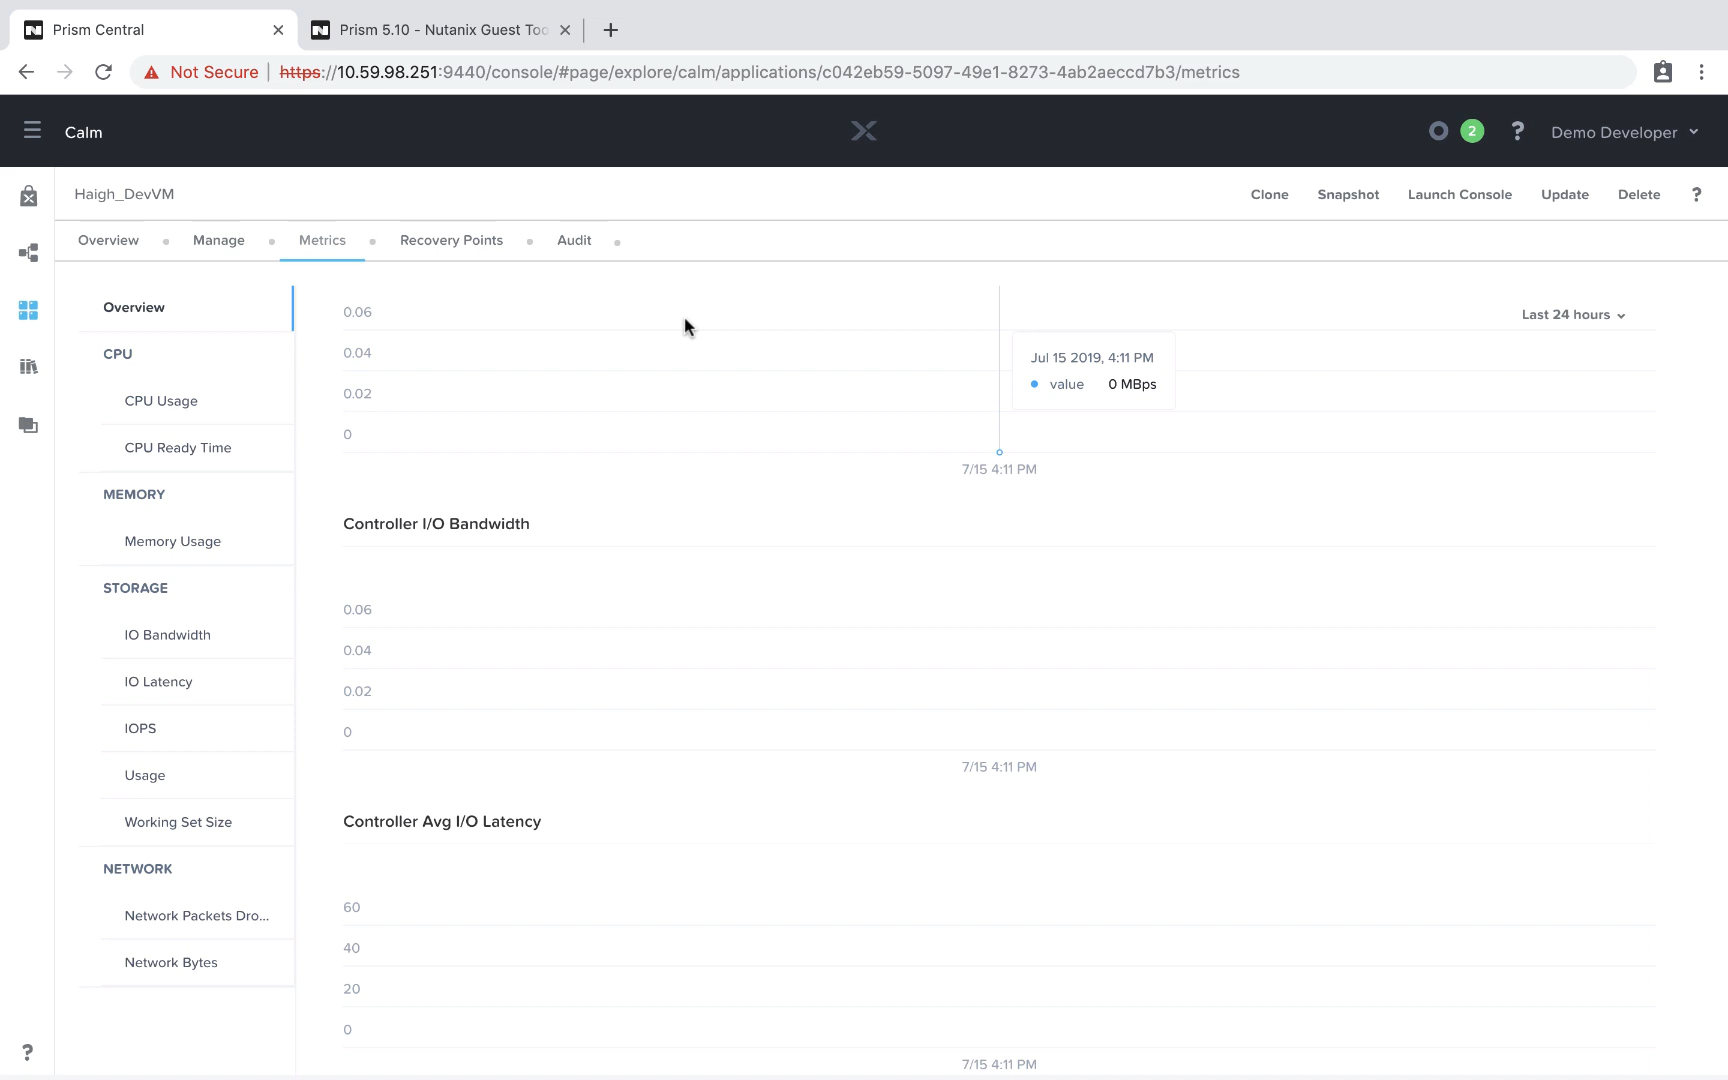 Prism Central
Prism 5.10 - Nutanix Guest Too
Not Secure https://10.59.98.251:9440/console/#page/explore/calm/applications/c042eb59-5097-49e1-8273-4ab2aeccd7b3/metrics
Calm
2
?
Demo Developer
Haigh_DevVM
Clone
Snapshot
Launch Console
Update
Delete
?
Overview
Manage
Metrics
Recovery Points
Audit
Overview
CPU
CPU Usage
CPU Ready Time
MEMORY
Memory Usage
STORAGE
IO Bandwidth
IO Latency
IOPS
Usage
Working Set Size
NETWORK
Network Packets Dro...
Network Bytes
?
Last 24 hours
0.06
0.04
0.02
0
Jul 15 2019, 4:11 PM
value 0 MBps
7/15 4:11 PM
Controller I/O Bandwidth
0.06
0.04
0.02
0
7/15 4:11 PM
Controller Avg I/O Latency
60
40
20
0
7/15 4:11 PM